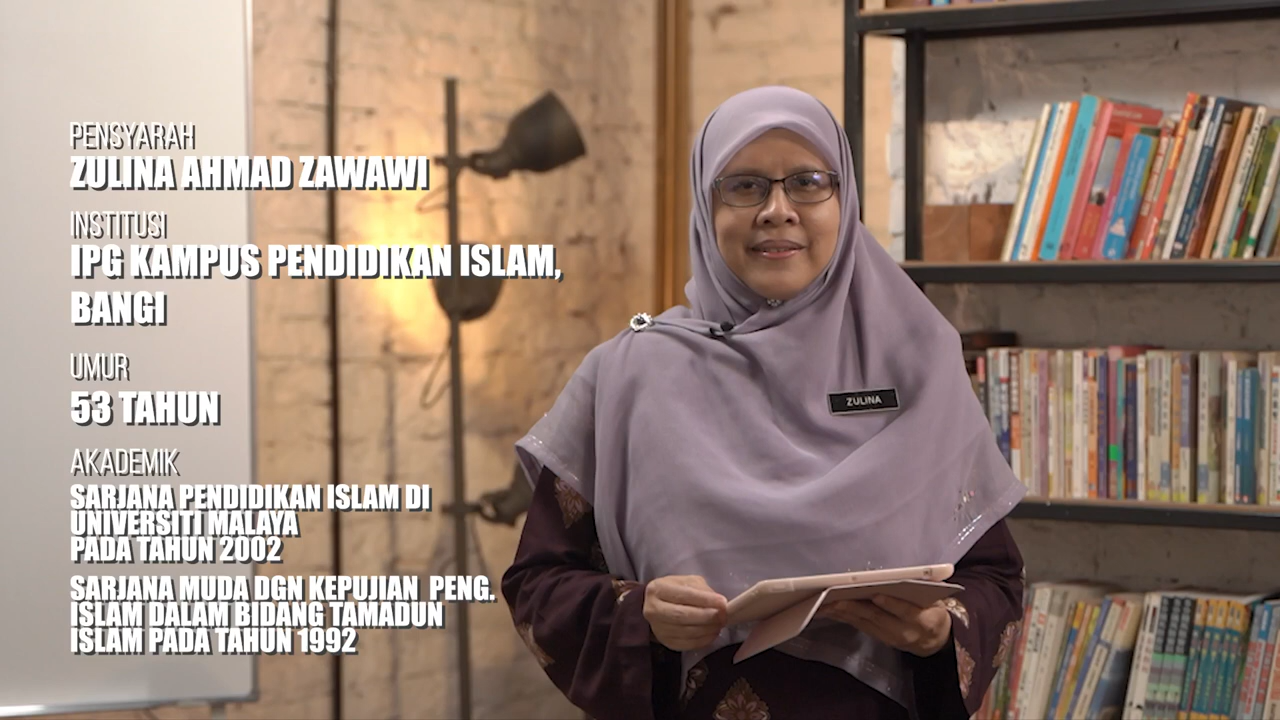 PENSYARAH
ZULINA AHMAD ZAWAWI
INSTITUSI
IPG KAMPUS PENDIDIKAN ISLAM,
BANGI
UMUR
53 TAHUN
AKADEMIK
SARJANA PENDIDIKAN ISLAM DI
UNIVERSITI MALAYA
PADA TAHUN 2002
SARJANA MUDA DGN KEPUJIAN PENG.
ISLAM DALAM BIDANG TAMADUN
ISLAM PADA TAHUN 1992
ZULINA